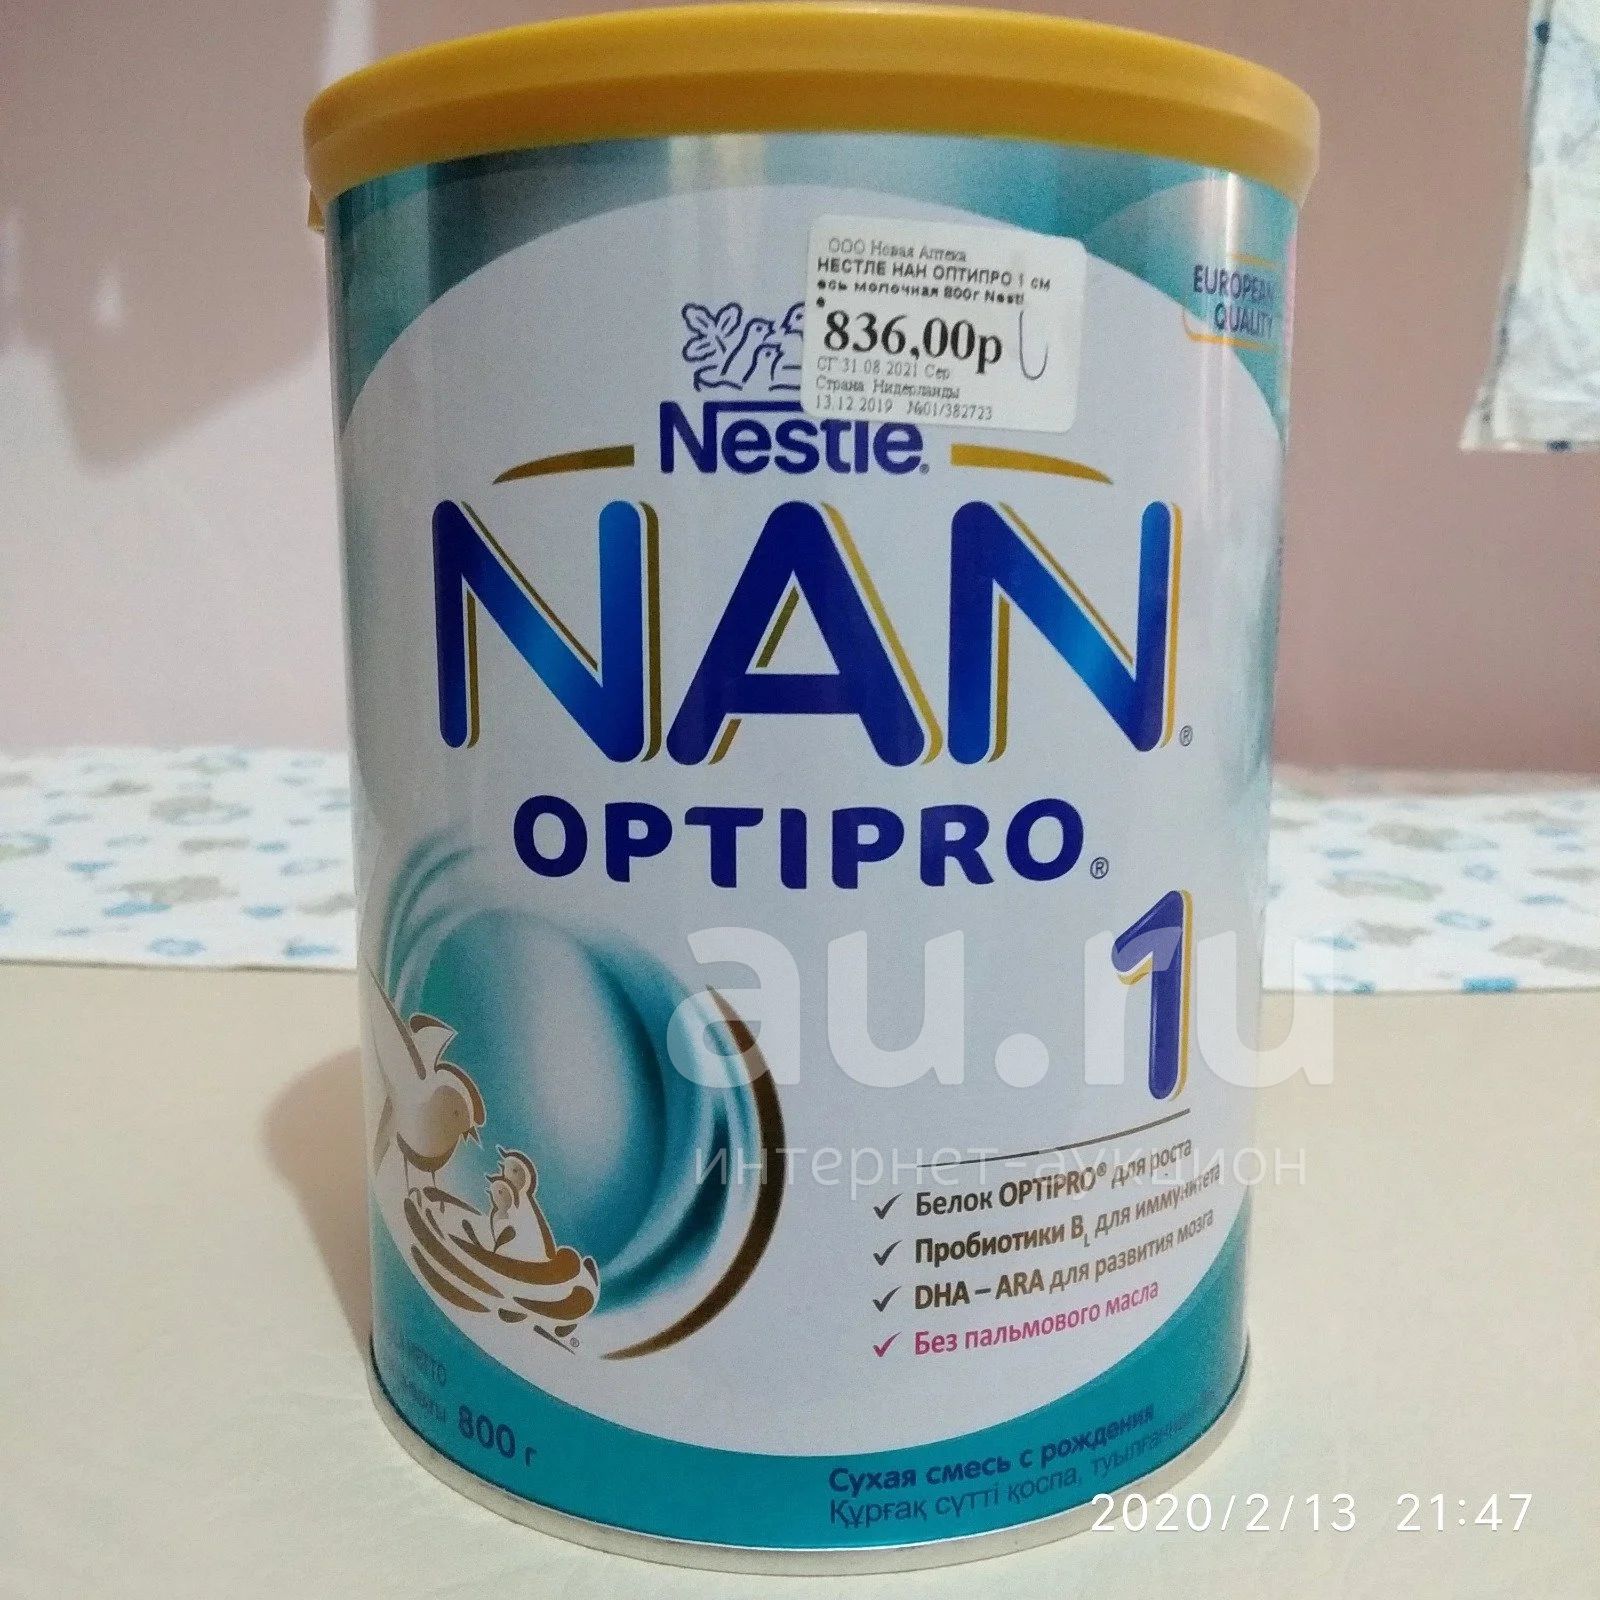 ООО Новая Аптека
НЕСТЛЕ НАН ОПТИПРО 1 см
есь молочная 800г Nestl
e
836,00р
СГ 31.08.2021 Сер
Страна Нидерланды
13.12.2019 №01/382723
EUROPEAN
QUALITY
Nestle
NAN®
OPTIPRO®
1
au.ru
интернет-аукцион
✓ Белок OPTIPRO® для роста
✓ Пробиотики BL для иммунитета
✓ DHA – ARA для развития мозга
✓ Без пальмового масла
800 г
Сухая смесь с рождения
Құрғақ сүтті қоспа,
2020/2/13 21:47